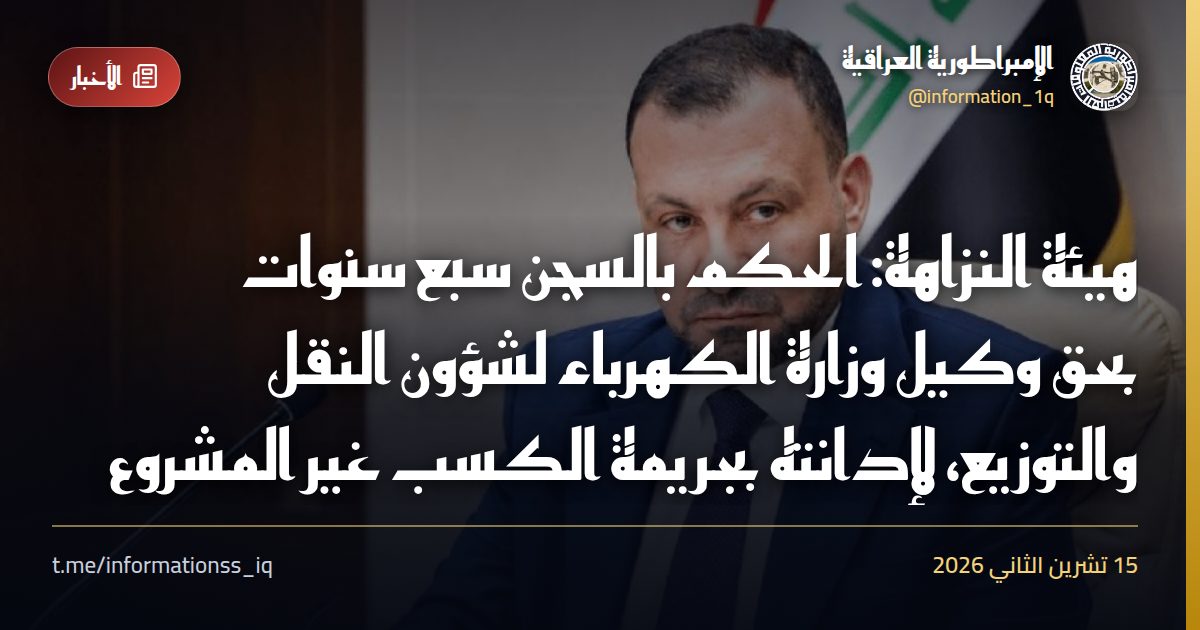 الإمبراطورية العراقية
@information_1q
الأخبار
هيئة النزاهة: الحكم بالسجن سبع سنوات
بحق وكيل وزارة الكهرباء لشؤون النقل
والتوزيع، لإدانته بجريمة الكسب غير المشروع
15 تشرين الثاني 2026
t.me/informationss_iq